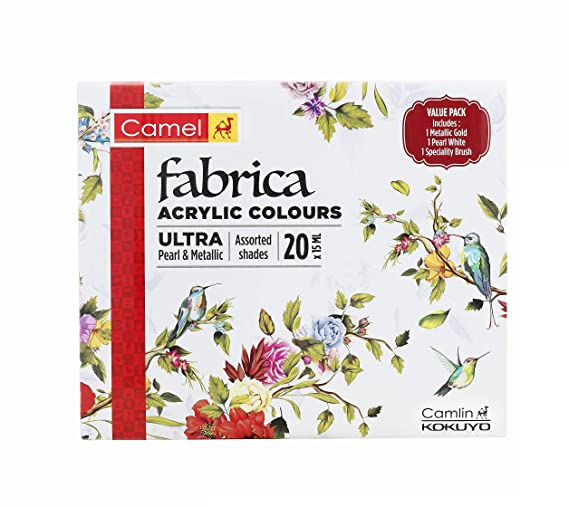 Camel
fabrica
ACRYLIC COLOURS
ULTRA
Pearl & Metallic
Assorted
shades
20
x 15 ML
VALUE PACK
Includes :
1 Metallic Gold
1 Pearl White
1 Speciality Brush
Camlin
KOKUYO